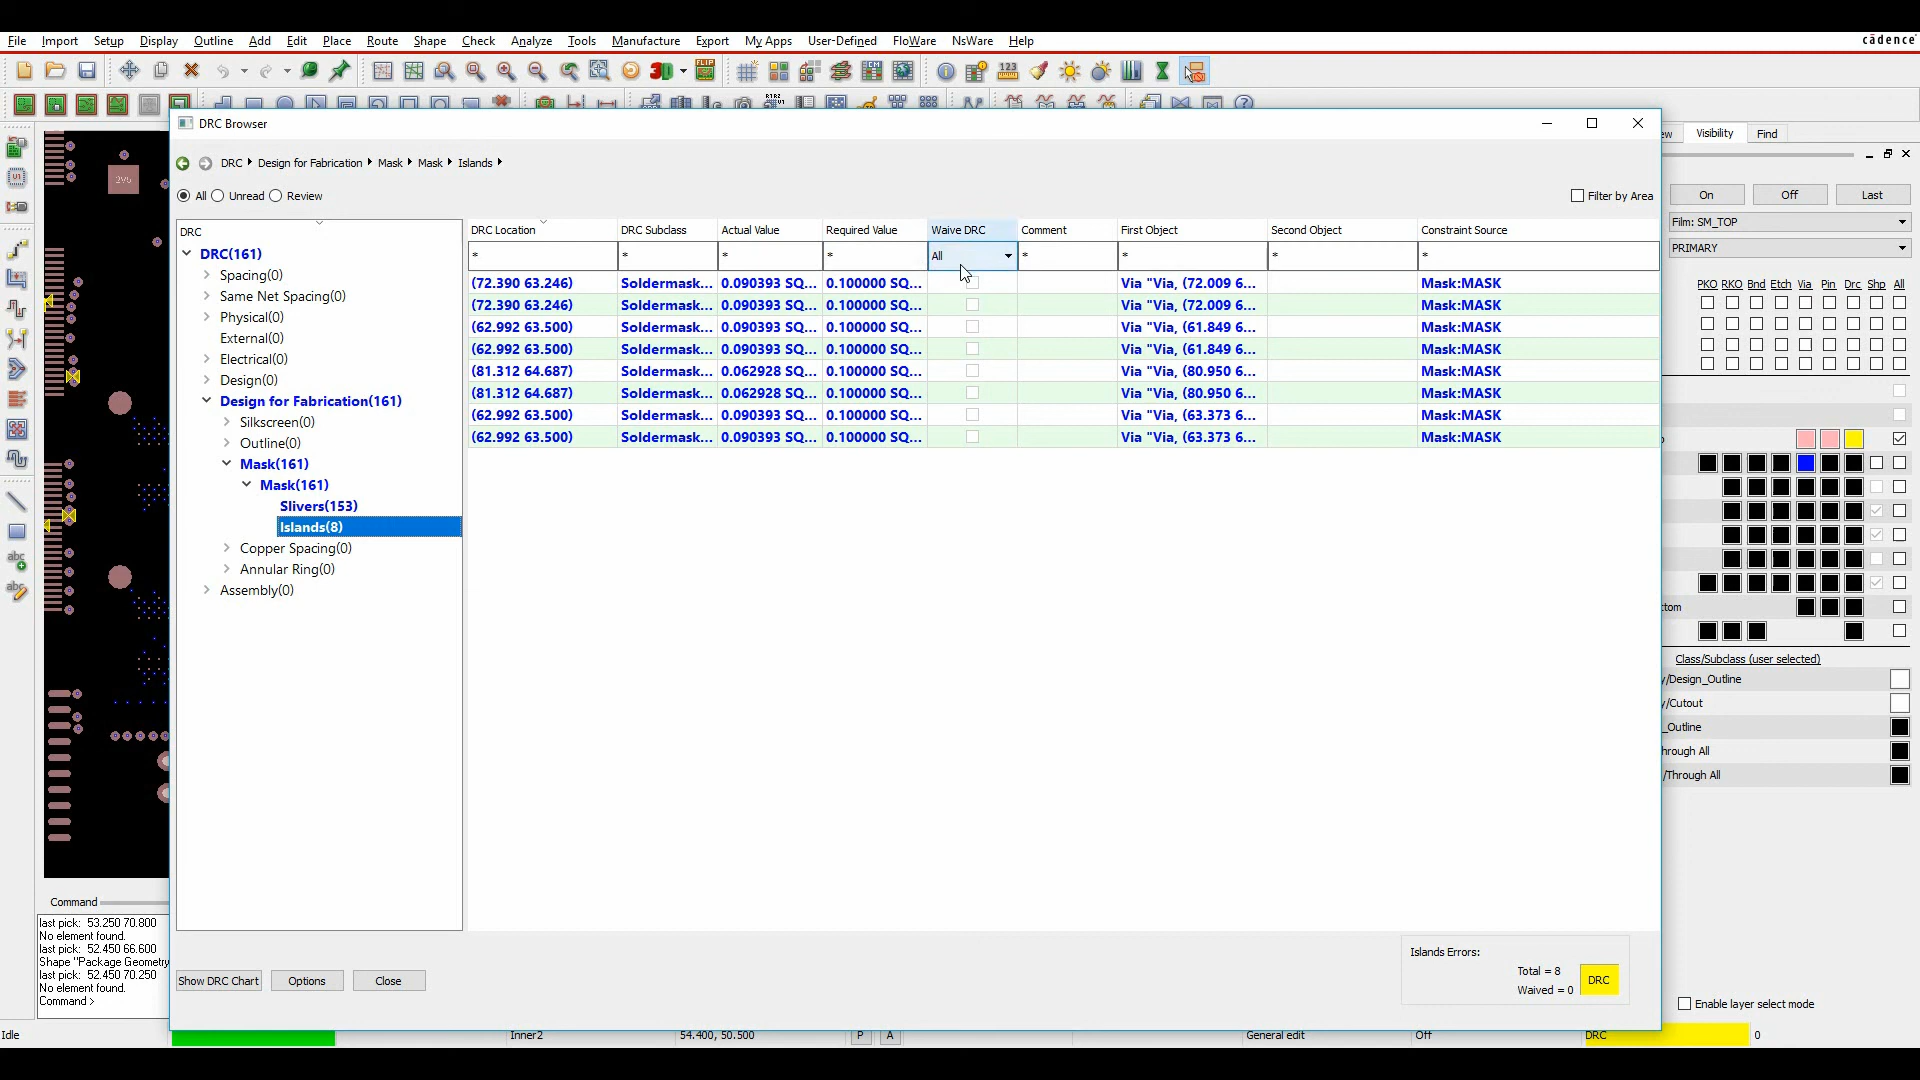 File Import Setup Display Outline Add Edit Place Route Shape Check Analyze Tools Manufacture Export My Apps User-Defined FloWare NsWare Help
cādence
DRC Browser
DRC Design for Fabrication Mask Mask Islands
All Unread Review
Filter by Area
DRC
DRC(161)
Spacing(0)
Same Net Spacing(0)
Physical(0)
External(0)
Electrical(0)
Design(0)
Design for Fabrication(161)
Silkscreen(0)
Outline(0)
Mask(161)
Mask(161)
Slivers(153)
Islands(8)
Copper Spacing(0)
Annular Ring(0)
Assembly(0)
DRC Location DRC Subclass Actual Value Required Value Waive DRC Comment First Object Second Object Constraint Source
* * * * All * * * *
(72.390 63.246) Soldermask... 0.090393 SQ... 0.100000 SQ... Via "Via, (72.009 6... Mask:MASK
(72.390 63.246) Soldermask... 0.090393 SQ... 0.100000 SQ... Via "Via, (72.009 6... Mask:MASK
(62.992 63.500) Soldermask... 0.090393 SQ... 0.100000 SQ... Via "Via, (61.849 6... Mask:MASK
(62.992 63.500) Soldermask... 0.090393 SQ... 0.100000 SQ... Via "Via, (61.849 6... Mask:MASK
(81.312 64.687) Soldermask... 0.062928 SQ... 0.100000 SQ... Via "Via, (80.950 6... Mask:MASK
(81.312 64.687) Soldermask... 0.062928 SQ... 0.100000 SQ... Via "Via, (80.950 6... Mask:MASK
(62.992 63.500) Soldermask... 0.090393 SQ... 0.100000 SQ... Via "Via, (63.373 6... Mask:MASK
(62.992 63.500) Soldermask... 0.090393 SQ... 0.100000 SQ... Via "Via, (63.373 6... Mask:MASK
Show DRC Chart Options Close
Islands Errors:
Total = 8
Waived = 0
DRC
Visibility Find
On Off Last
Film: SM_TOP
PRIMARY
PKO RKO Bnd Etch Via Pin Drc Shp All
Class/Subclass (user selected)
/Design_Outline
/Cutout
_Outline
/Through All
Enable layer select mode
2V5
Command
last pick: 53.250 70.800
No element found.
last pick: 52.450 66.600
Shape "Package Geometry
last pick: 52.450 70.250
No element found.
Command >
Idle Inner2 54.400, 50.500 P A General edit Off DRC 0